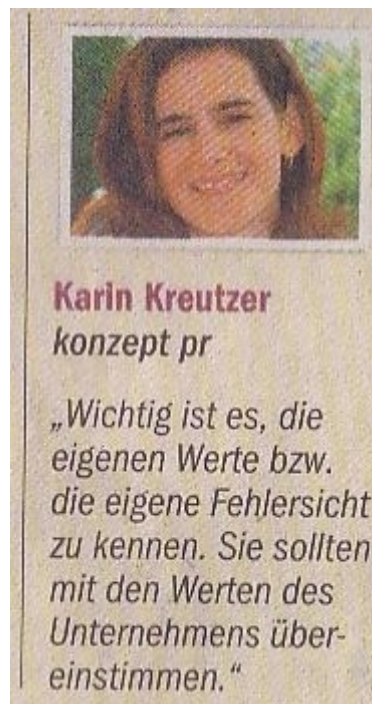 Karin Kreutzer
konzept pr
„Wichtig ist es, die
eigenen Werte bzw.
die eigene Fehlersicht
zu kennen. Sie sollten
mit den Werten des
Unternehmens über-
einstimmen.“